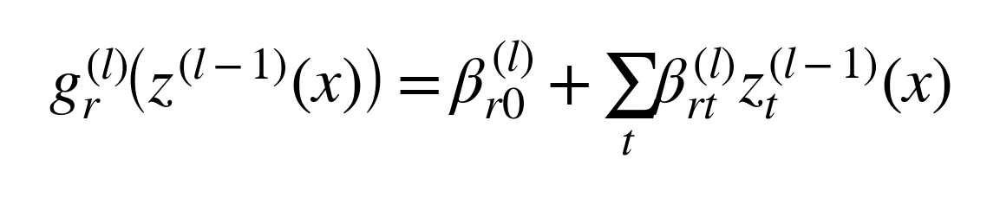 g_r^{(l)}(z^{(l-1)}(x)) = β_{r0}^{(l)} + ∑_t β_{rt}^{(l)} z_t^{(l-1)}(x)